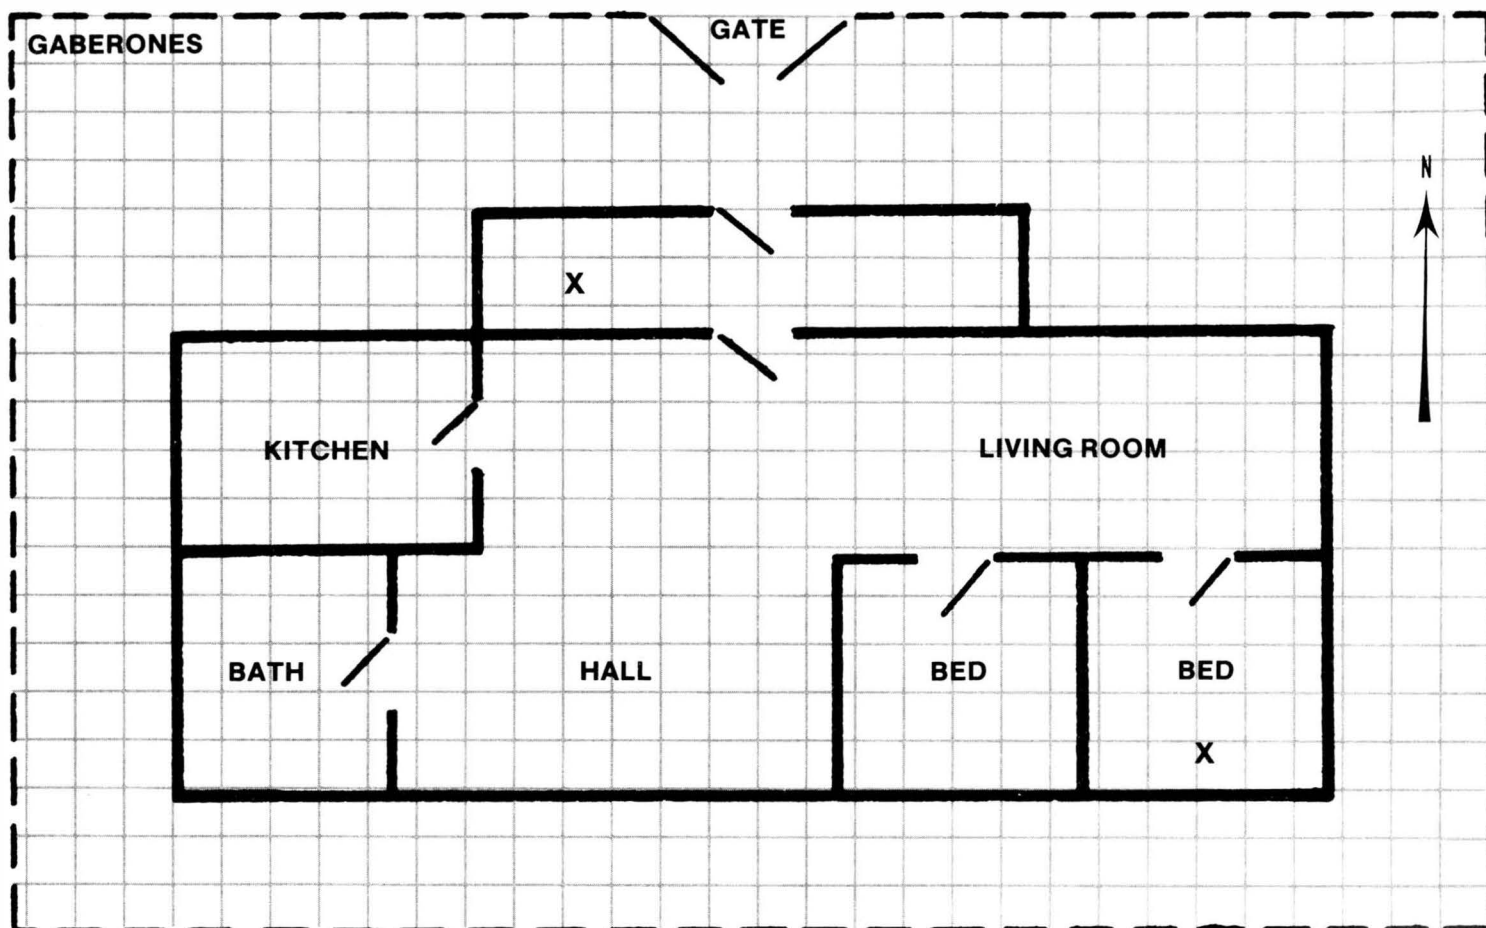 GATE
GABERONES
N
X
KITCHEN
LIVING ROOM
BATH
HALL
BED
BED
X